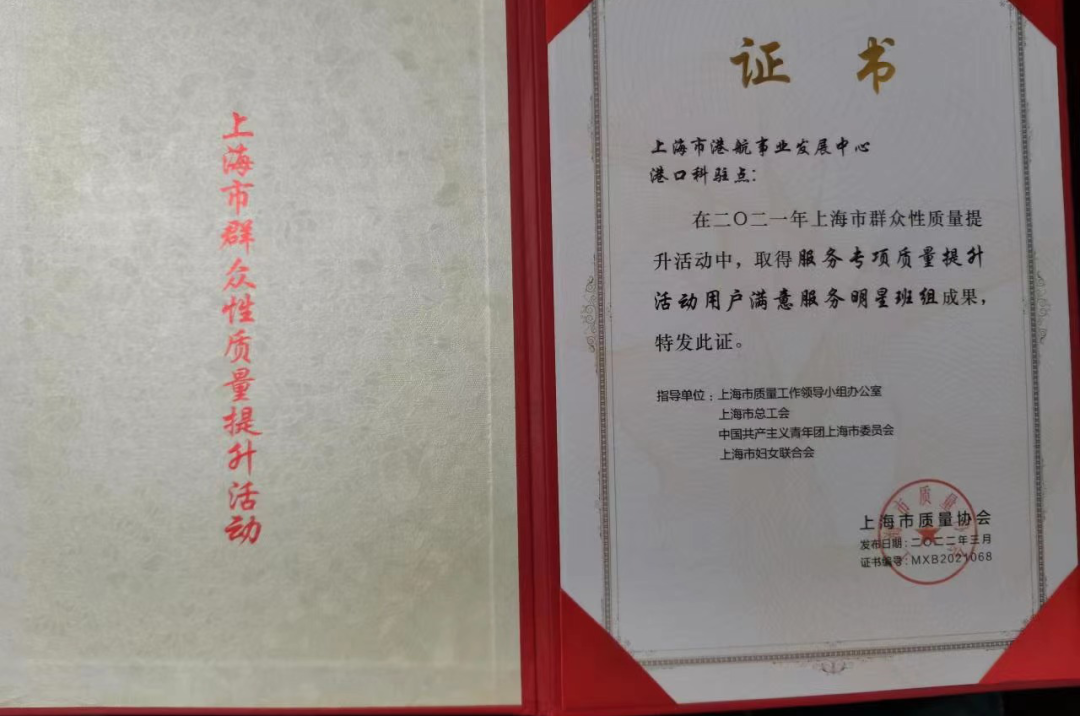 上海市群众性质量提升活动
证书
上海市港航事业发展中心
港口科驻点：
在二〇二一年上海市群众性质量提
升活动中，取得服务专项质量提升
活动用户满意服务明星班组成果，
特发此证。
指导单位：上海市质量工作领导小组办公室
上海市总工会
中国共产主义青年团上海市委员会
上海市妇女联合会
上海市质量协会
发布日期：二〇二二年三月
证书编号：MXB2021068